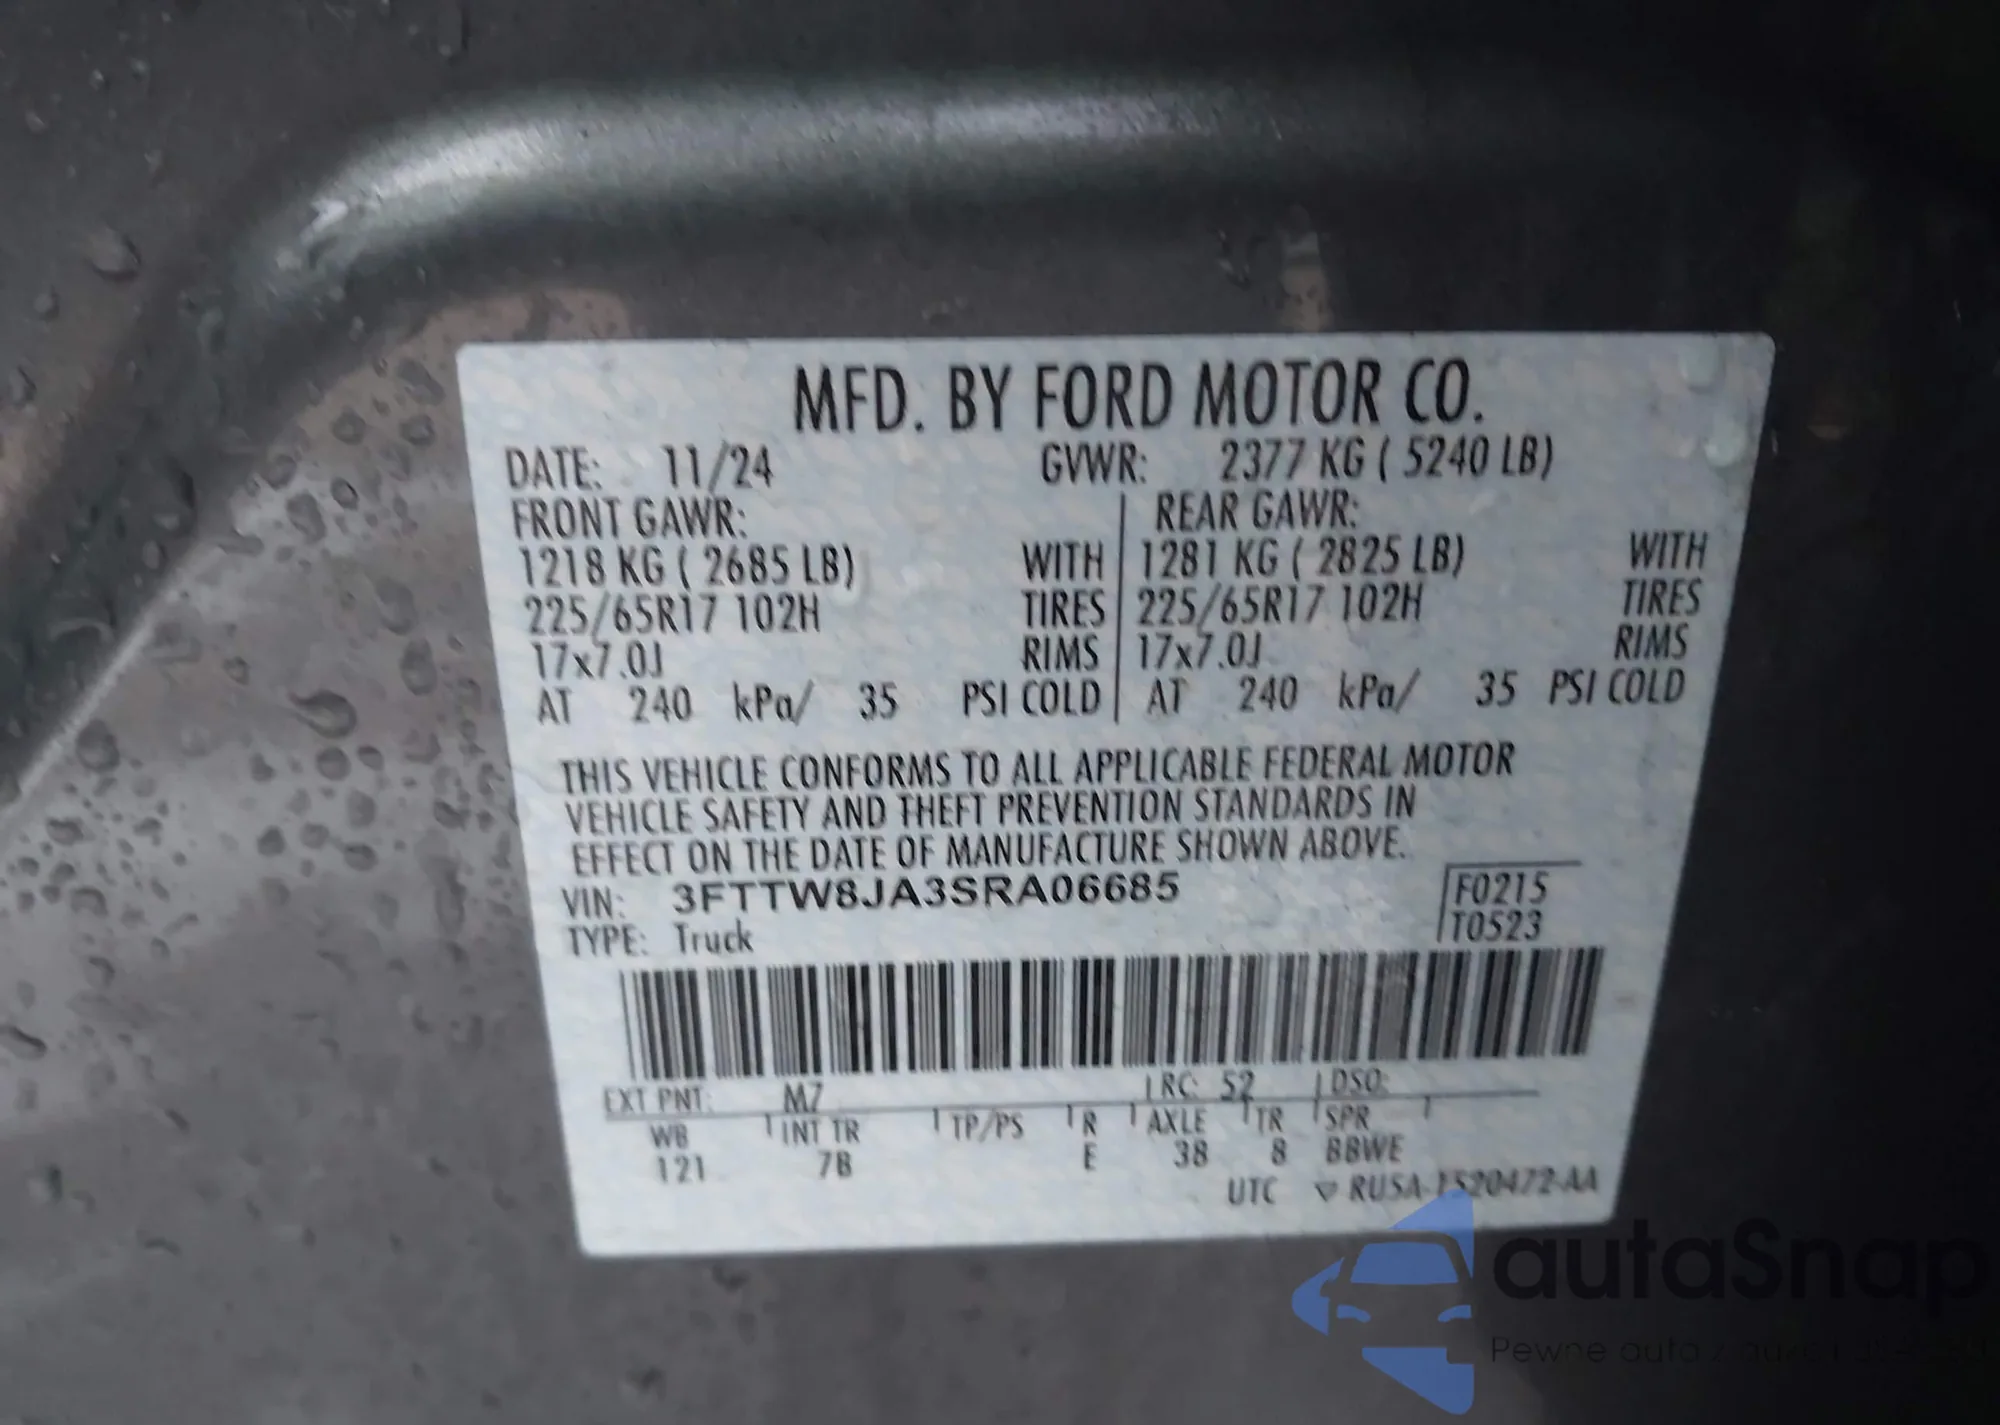 MFD. BY FORD MOTOR CO.
DATE: 11/24 GVWR: 2377 KG ( 5240 LB)
FRONT GAWR: REAR GAWR:
1218 KG ( 2685 LB) WITH 1281 KG ( 2825 LB) WITH
225/65R17 102H TIRES 225/65R17 102H TIRES
17x7.0J RIMS 17x7.0J RIMS
AT 240 kPa/ 35 PSI COLD AT 240 kPa/ 35 PSI COLD
THIS VEHICLE CONFORMS TO ALL APPLICABLE FEDERAL MOTOR
VEHICLE SAFETY AND THEFT PREVENTION STANDARDS IN
EFFECT ON THE DATE OF MANUFACTURE SHOWN ABOVE.
VIN: 3FTTW8JA3SRA06685 F0215
TYPE: Truck T0523
EXT PNT: M7 RC: 52 DSO:
WB INT TR TP/PS R AXLE TR SPR
121 7B E 38 8 BBWE
UTC RU5A-1520472-AA
autaSnap
Pewne auta z